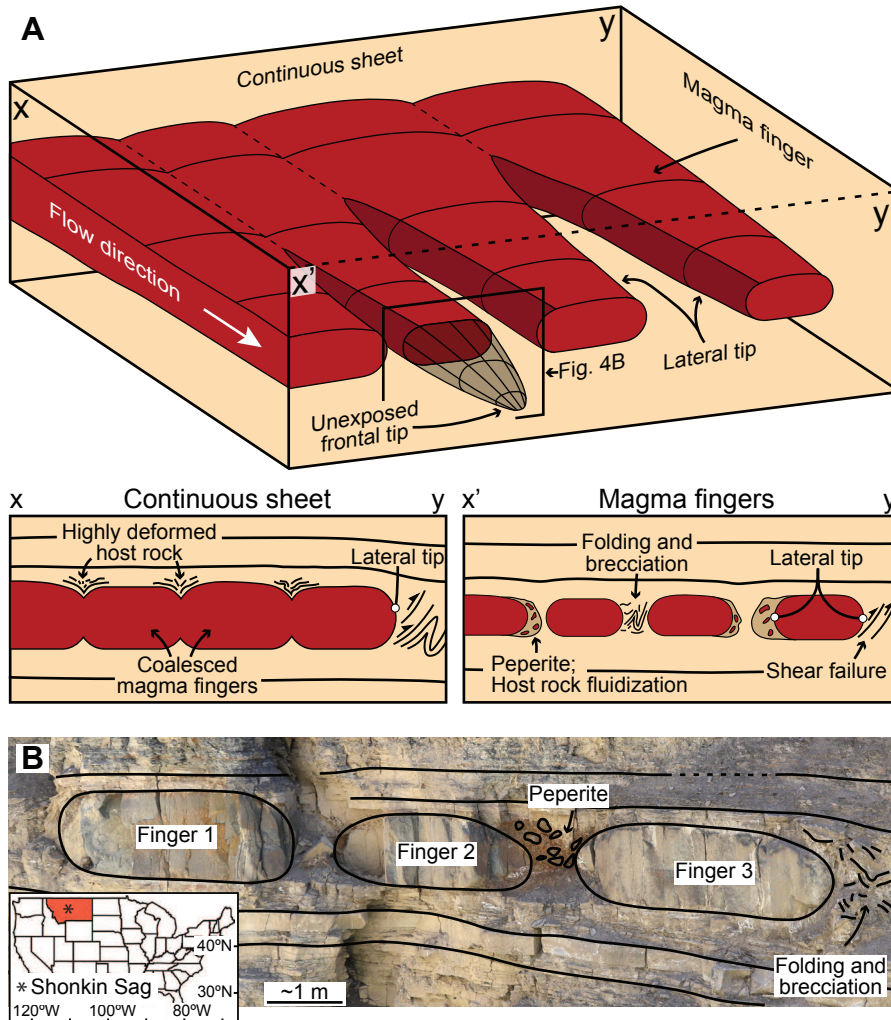 A
x
y
Continuous sheet
Magma
finger
y'
Flow direction
x'
Fig. 4B
Lateral tip
Unexposed
frontal tip
x
Continuous sheet
y
Highly deformed
host rock
Lateral tip
Coalesced
magma fingers
x'
Magma fingers
y'
Folding and
brecciation
Lateral tip
Peperite;
Host rock fluidization
Shear failure
B
Peperite
Finger 1
Finger 2
Finger 3
Folding and
brecciation
40ºN
30ºN
* Shonkin Sag
120ºW
100ºW
80ºW
~1 m